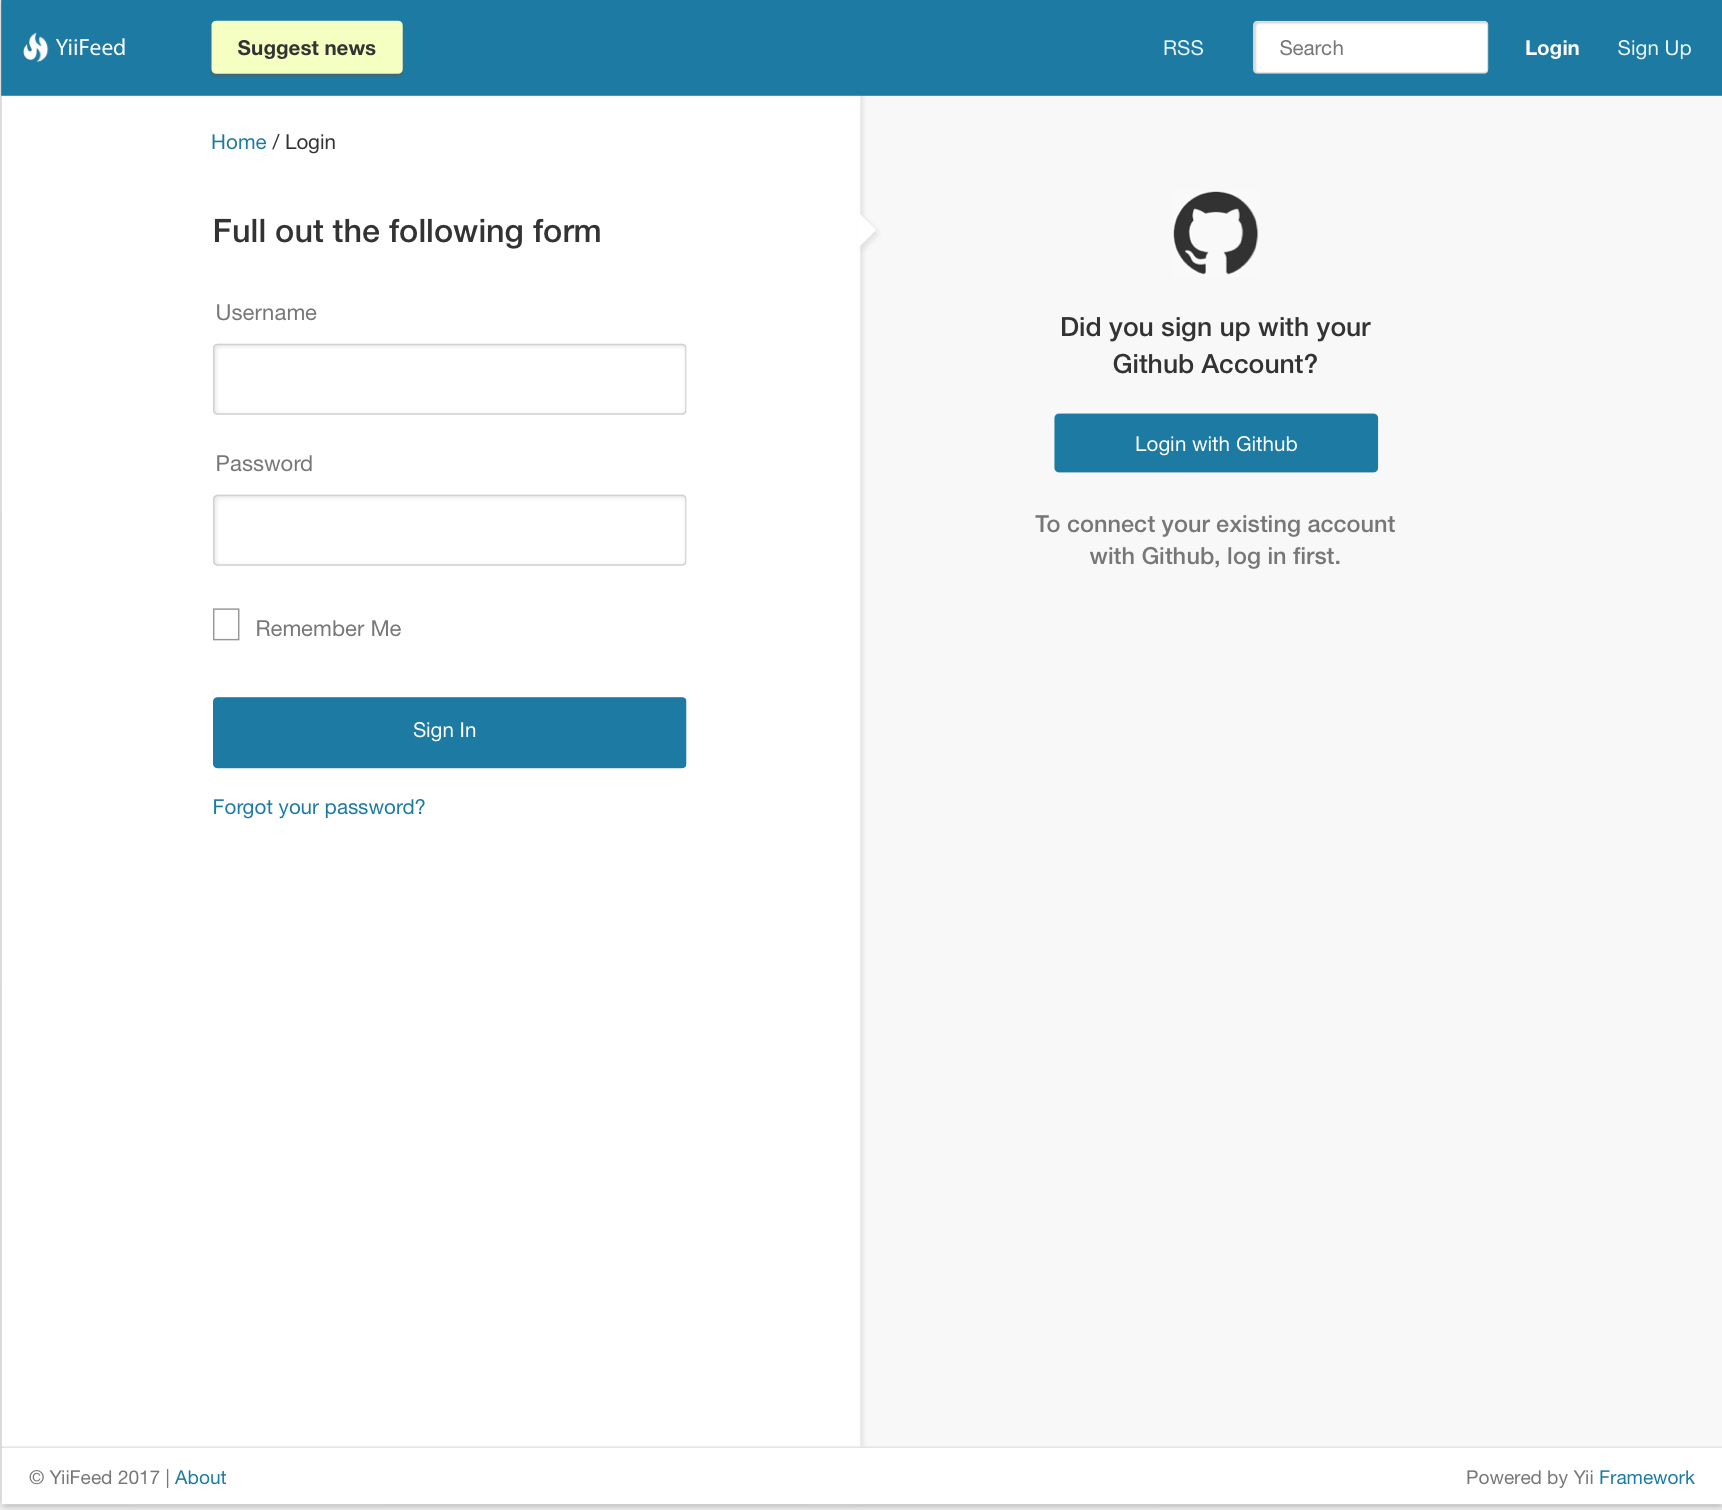 YiiFeed
Suggest news
RSS
Search
Login
Sign Up
Home / Login
Full out the following form
Username
Password
Remember Me
Sign In
Forgot your password?
Did you sign up with your
Github Account?
Login with Github
To connect your existing account
with Github, log in first.
© YiiFeed 2017 | About
Powered by Yii Framework